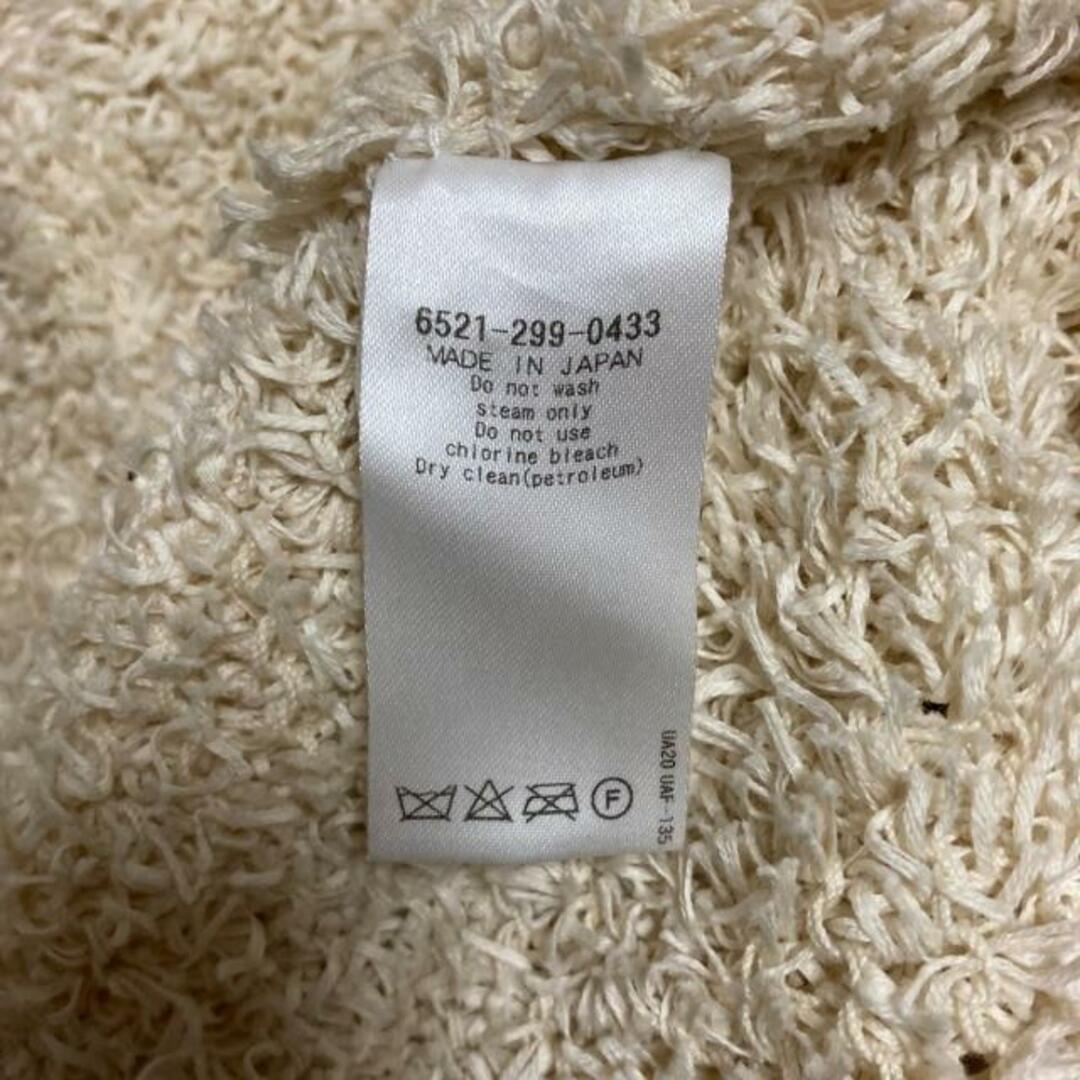 6521-299-0433
MADE IN JAPAN
Do not wash
steam only
Do not use
chlorine bleach
Dry clean(petroleum)
UA20 UAF-135
F